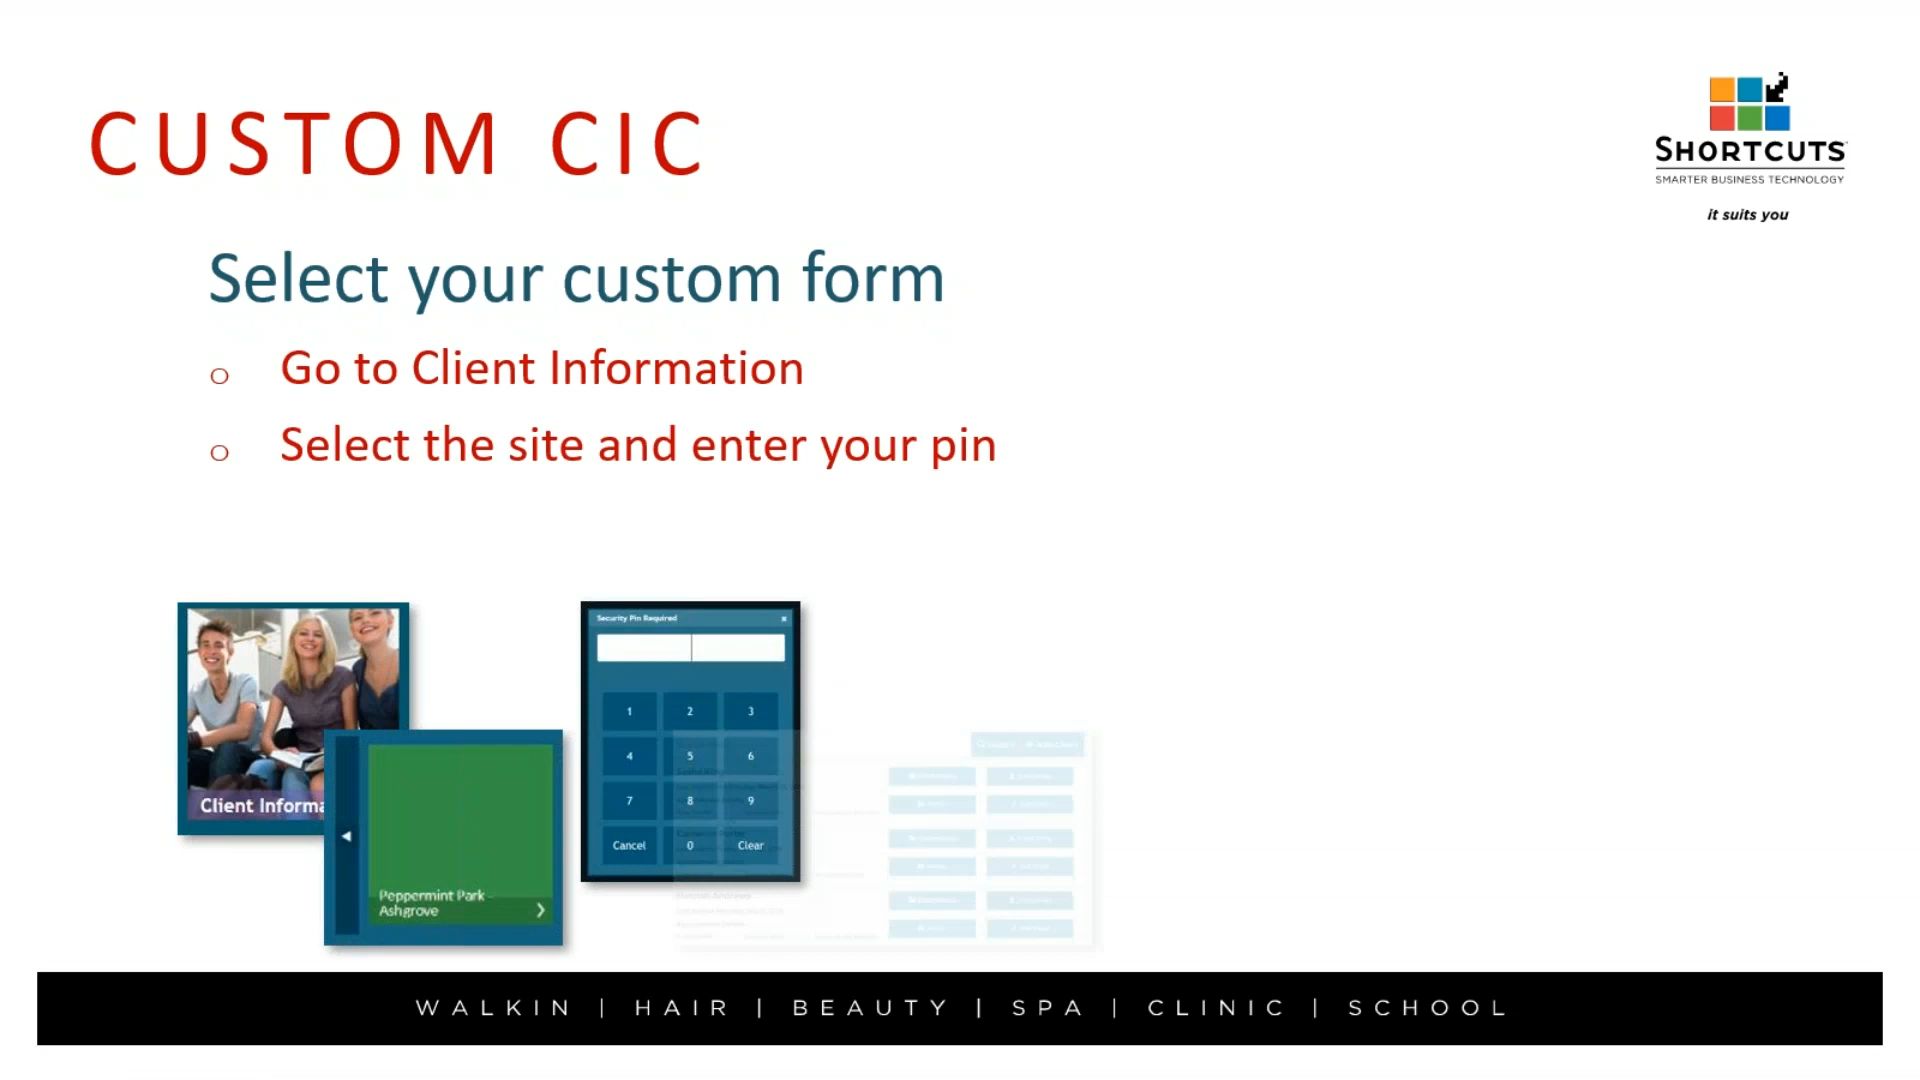 CUSTOM CIC
SHORTCUTS
SMARTER BUSINESS TECHNOLOGY
it suits you
Select your custom form
o Go to Client Information
o Select the site and enter your pin
Client Informa
Peppermint Park -
Ashgrove
Security Pin Required
1 2 3
4 5 6
7 8 9
Cancel 0 Clear
WALKIN | HAIR | BEAUTY | SPA | CLINIC | SCHOOL